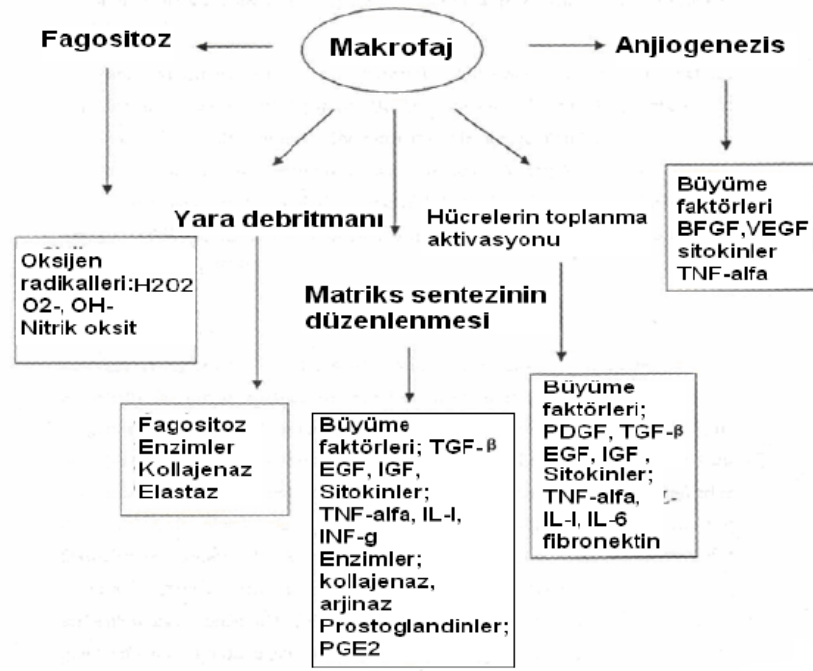 Fagositoz
Makrofaj
Anjiogenezis
Yara debritmanı
Hücrelerin toplanma
aktivasyonu
Matriks sentezinin
düzenlenmesi
Oksijen
radikalleri:H2O2
O2-, OH-
Nitrik oksit
Fagositoz
Enzimler
Kollajenaz
Elastaz
Büyüme
faktörleri; TGF-β
EGF, IGF,
Sitokinler;
TNF-alfa, IL-I,
INF-g
Enzimler;
kollajenaz,
arjinaz
Prostoglandinler;
PGE2
Büyüme
faktörleri;
PDGF, TGF-β
EGF, IGF ,
Sitokinler;
TNF-alfa,
IL-I, IL-6
fibronektin
Büyüme
faktörleri
BFGF,VEGF
sitokinler
TNF-alfa